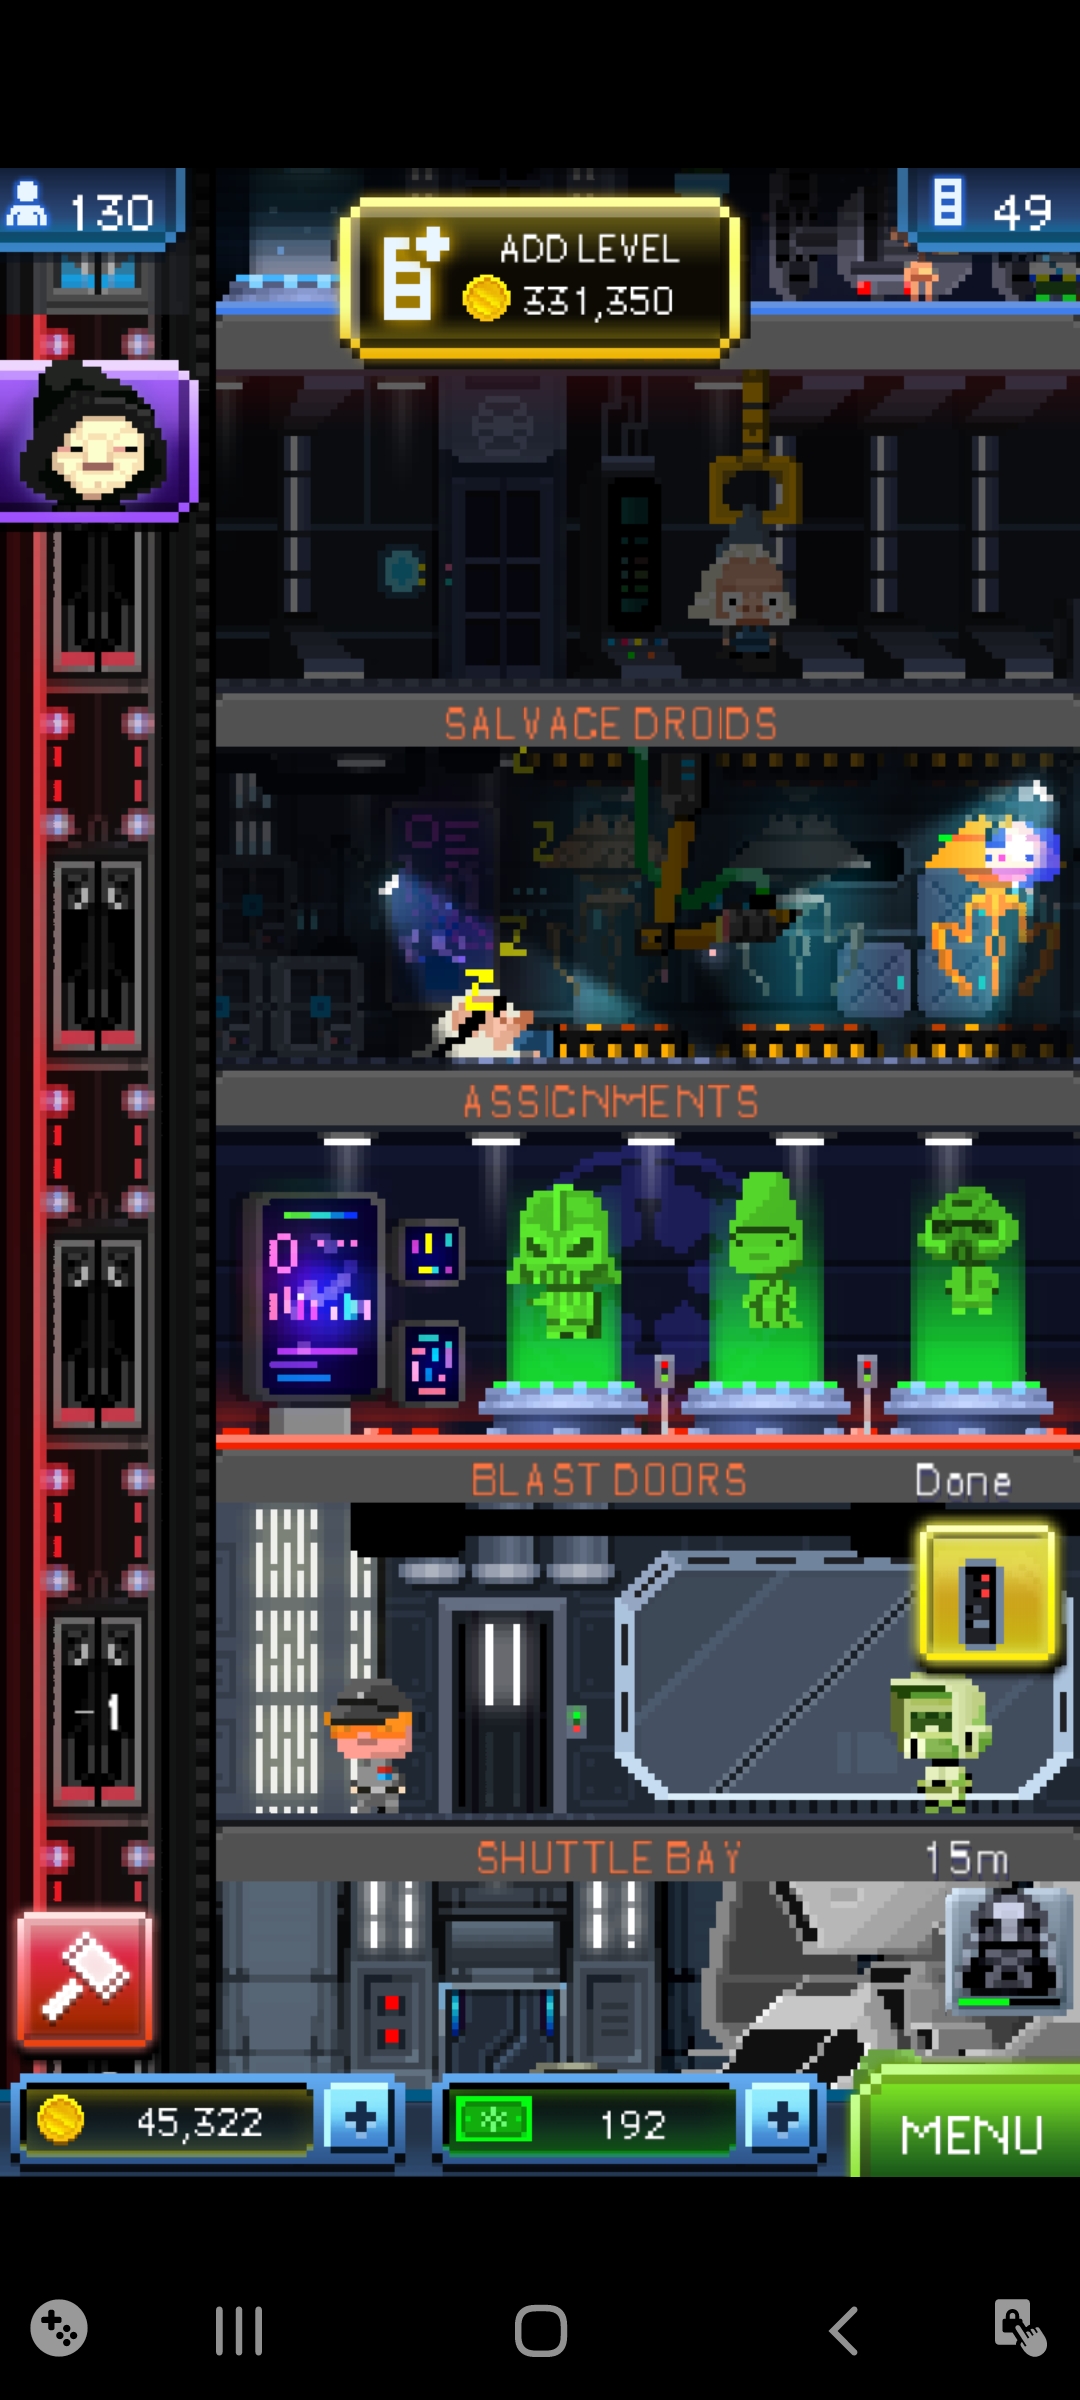 130
ADD LEVEL
331,350
49
SALVAGE DROIDS
Z
Z
Z
Z
ASSIGNMENTS
BLAST DOORS
Done
-1
SHUTTLE BAY
15m
45,322
+
192
+
MENU